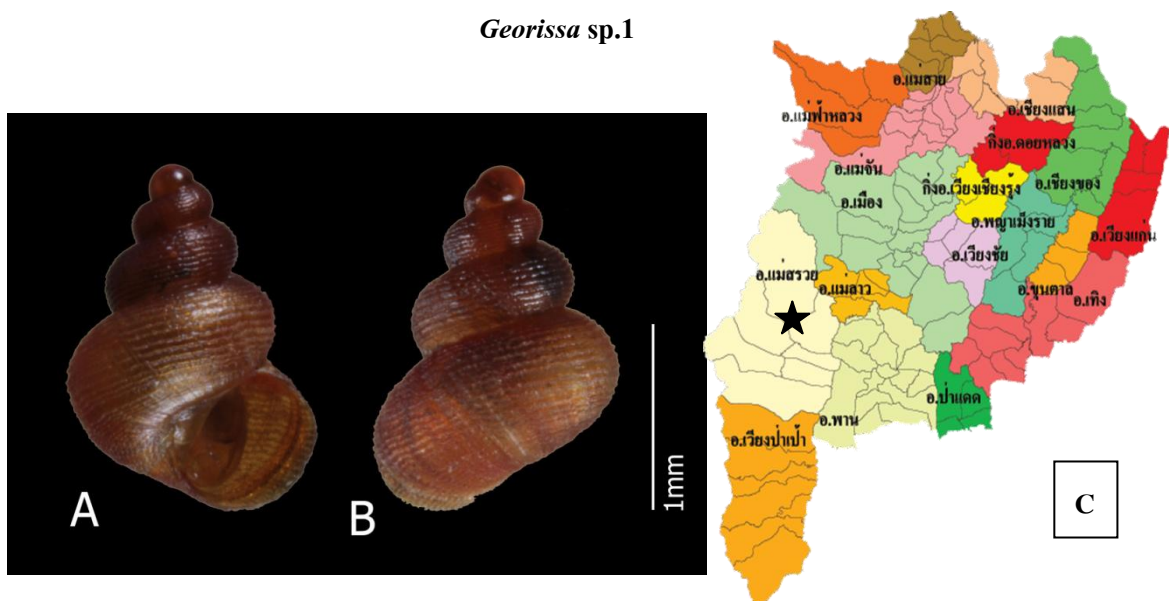 Georissa sp.1
A
B
1mm
อ.แม่สาย
อ.เชียงแสน
อ.แม่ฟ้าหลวง
กิ่งอ.ดอยหลวง
อ.แม่จัน
กิ่งอ.เวียงเชียงรุ้ง
อ.เชียงของ
อ.เมือง
อ.พญาเม็งราย
อ.เวียงแก่น
อ.เวียงชัย
อ.แม่สรวย
อ.แม่ลาว
อ.ขุนตาล
อ.เทิง
อ.ป่าแดด
อ.พาน
อ.เวียงป่าเป้า
C